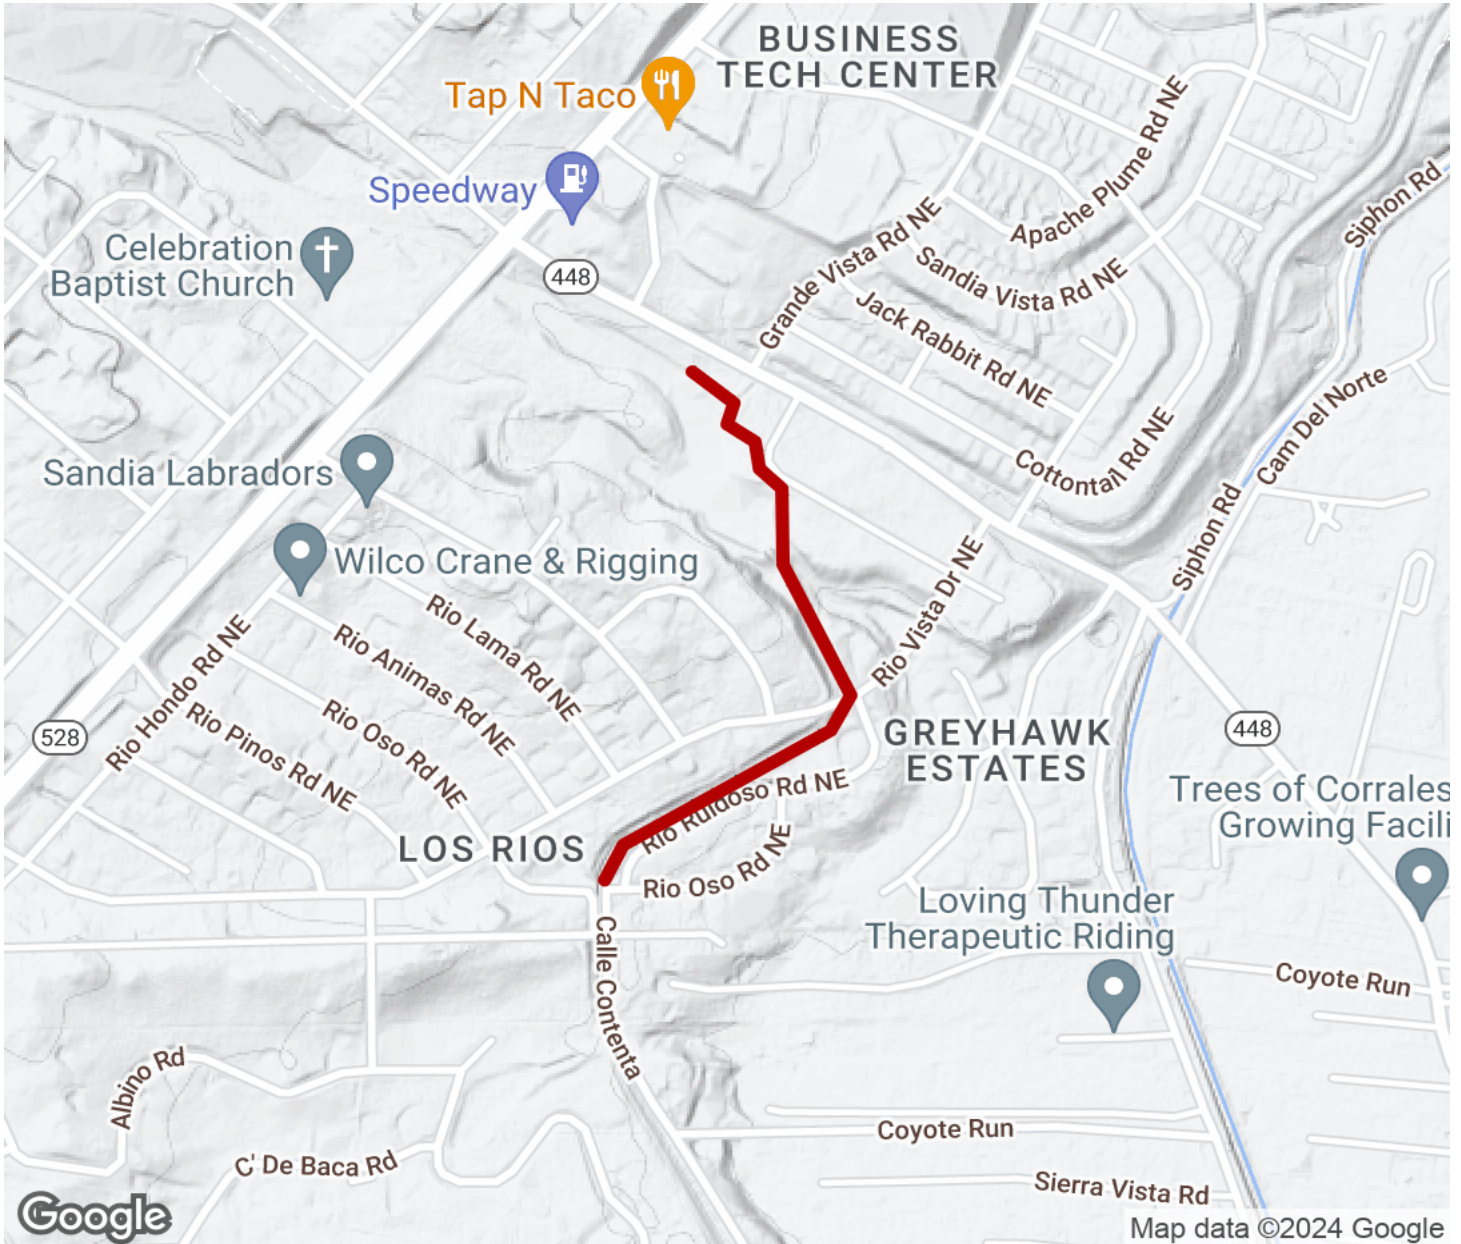 BUSINESS
TECH CENTER
Tap N Taco
Speedway
Celebration
Baptist Church
448
Apache Plume Rd NE
Siphon Rd
Grande Vista Rd NE
Sandia Vista Rd NE
Jack Rabbit Rd NE
Cam Del Norte
Sandia Labradors
Cottontail Rd NE
Siphon Rd
Wilco Crane & Rigging
Rio Vista Dr NE
Rio Lama Rd NE
Rio Hondo Rd NE
Rio Animas Rd NE
Rio Oso Rd NE
Rio Pinos Rd NE
528
GREYHAWK
ESTATES
448
Trees of Corrales
Growing Facili
Rio Ruidoso Rd NE
LOS RIOS
Rio Oso Rd NE
Loving Thunder
Therapeutic Riding
Calle Contenta
Coyote Run
Albino Rd
Coyote Run
C' De Baca Rd
Sierra Vista Rd
Google
Map data ©2024 Google